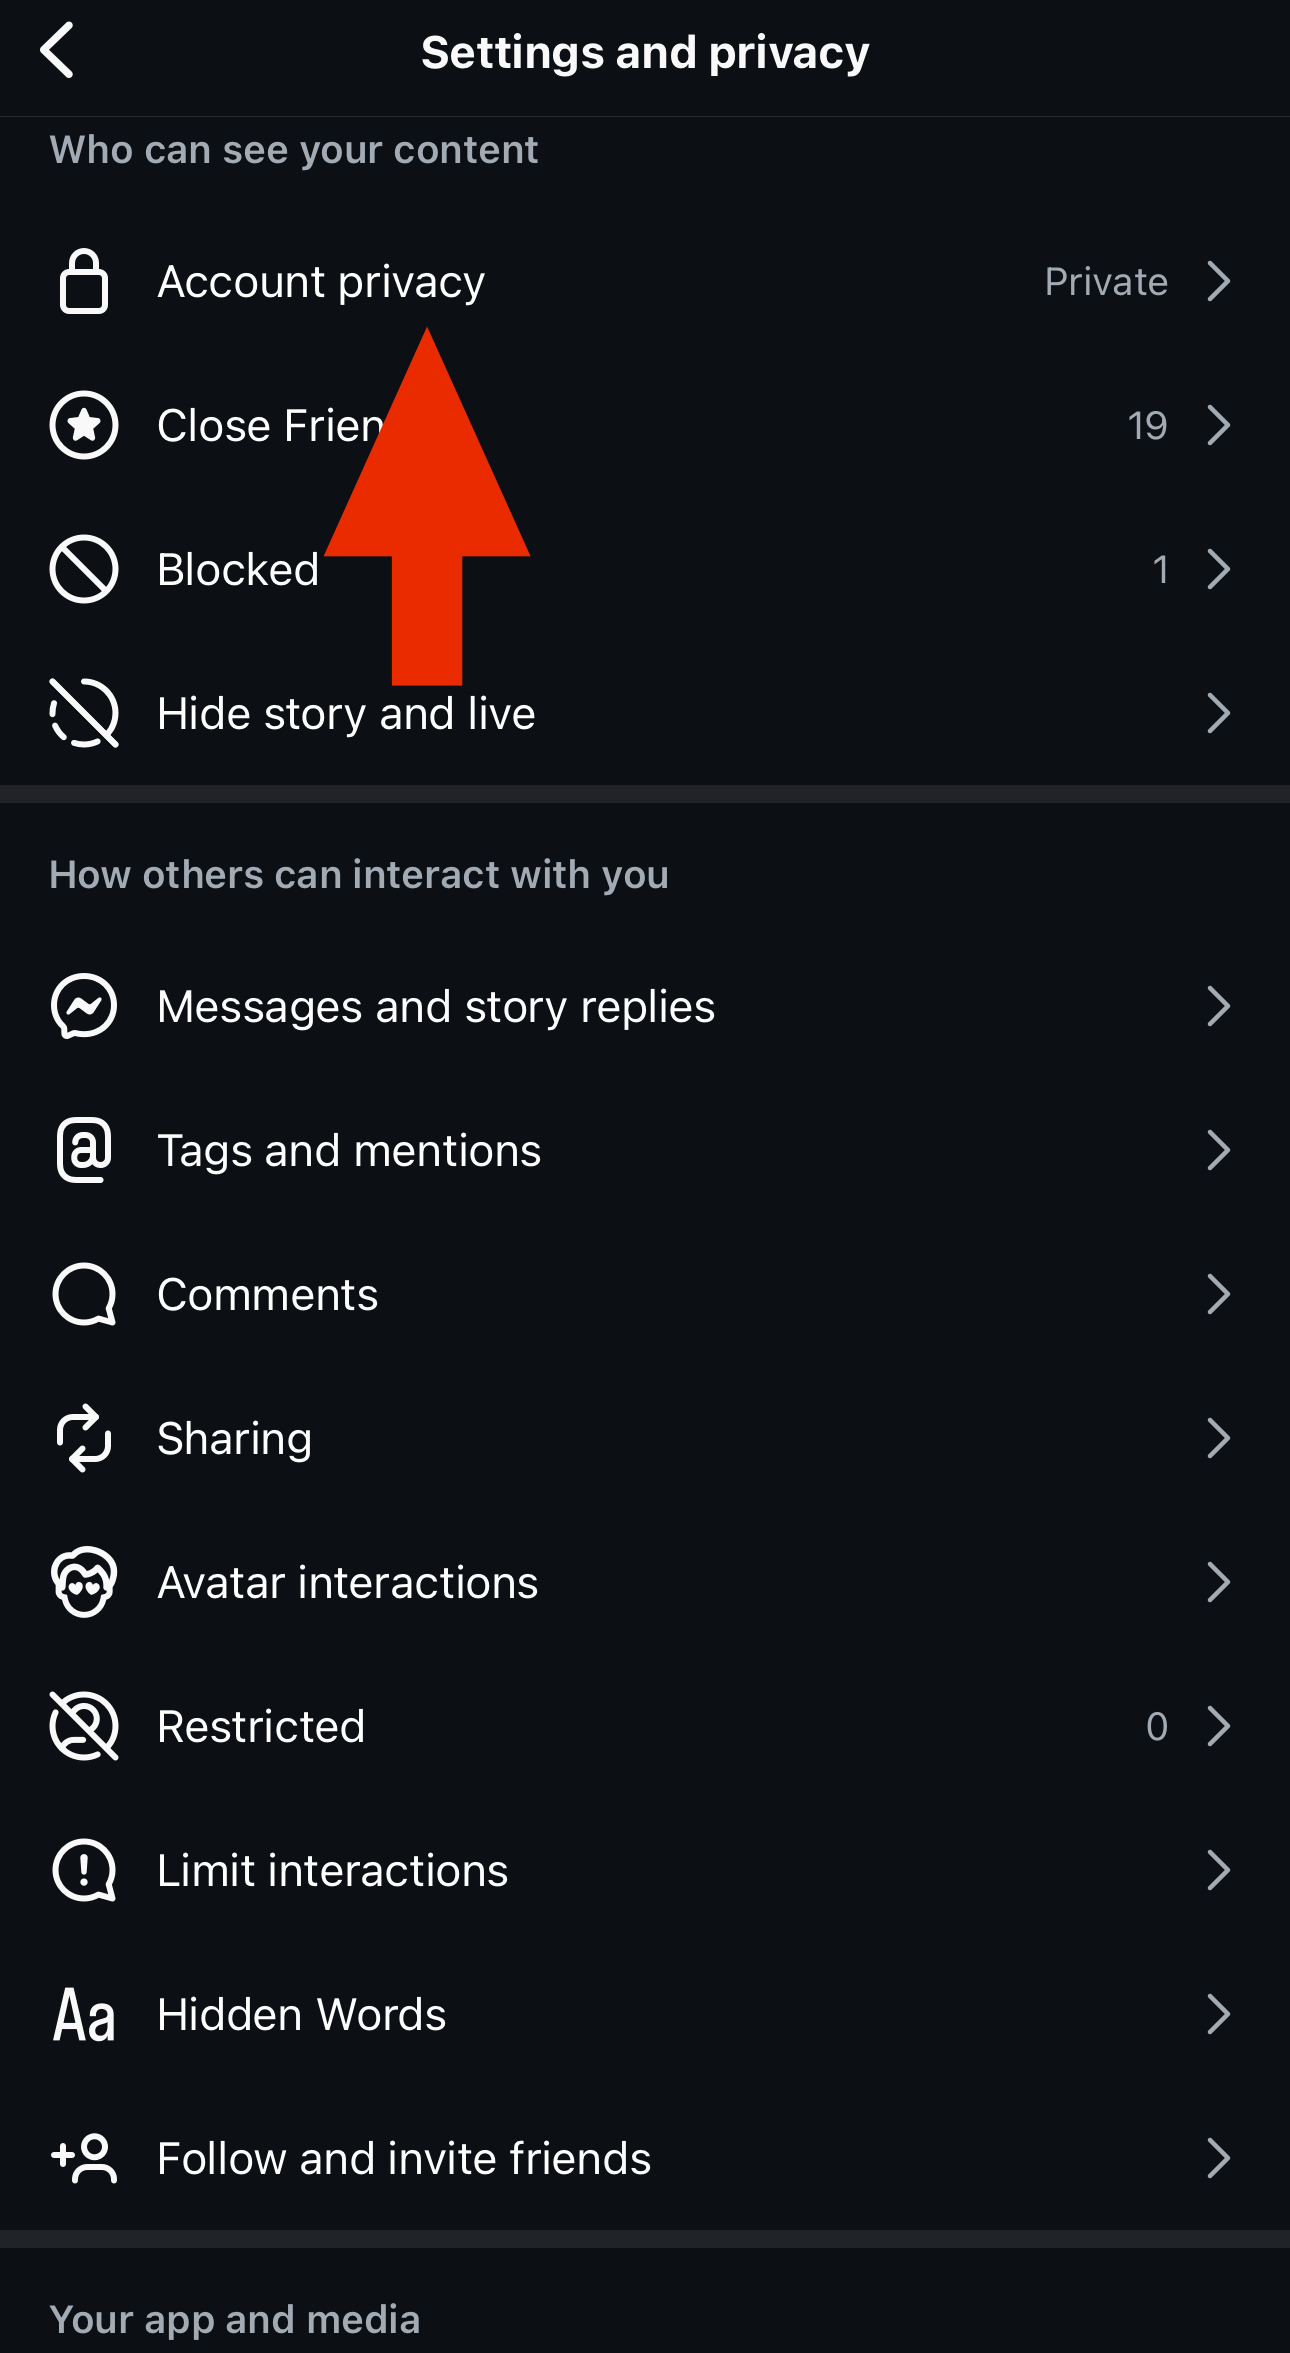 Settings and privacy
Who can see your content
Account privacy Private
Close Frien 19
Blocked 1
Hide story and live
How others can interact with you
Messages and story replies
Tags and mentions
Comments
Sharing
Avatar interactions
Restricted 0
Limit interactions
Aa Hidden Words
Follow and invite friends
Your app and media